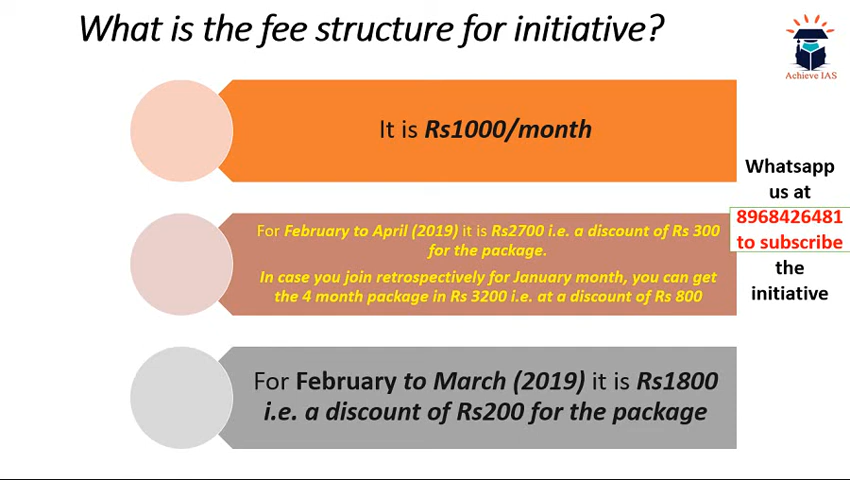 What is the fee structure for initiative?
Achieve IAS
It is Rs1000/month
For February to April (2019) it is Rs2700 i.e. a discount of Rs 300
for the package.
In case you join retrospectively for January month, you can get
the 4 month package in Rs 3200 i.e. at a discount of Rs 800
For February to March (2019) it is Rs1800
i.e. a discount of Rs200 for the package
Whatsapp
us at
8968426481
to subscribe
the
initiative